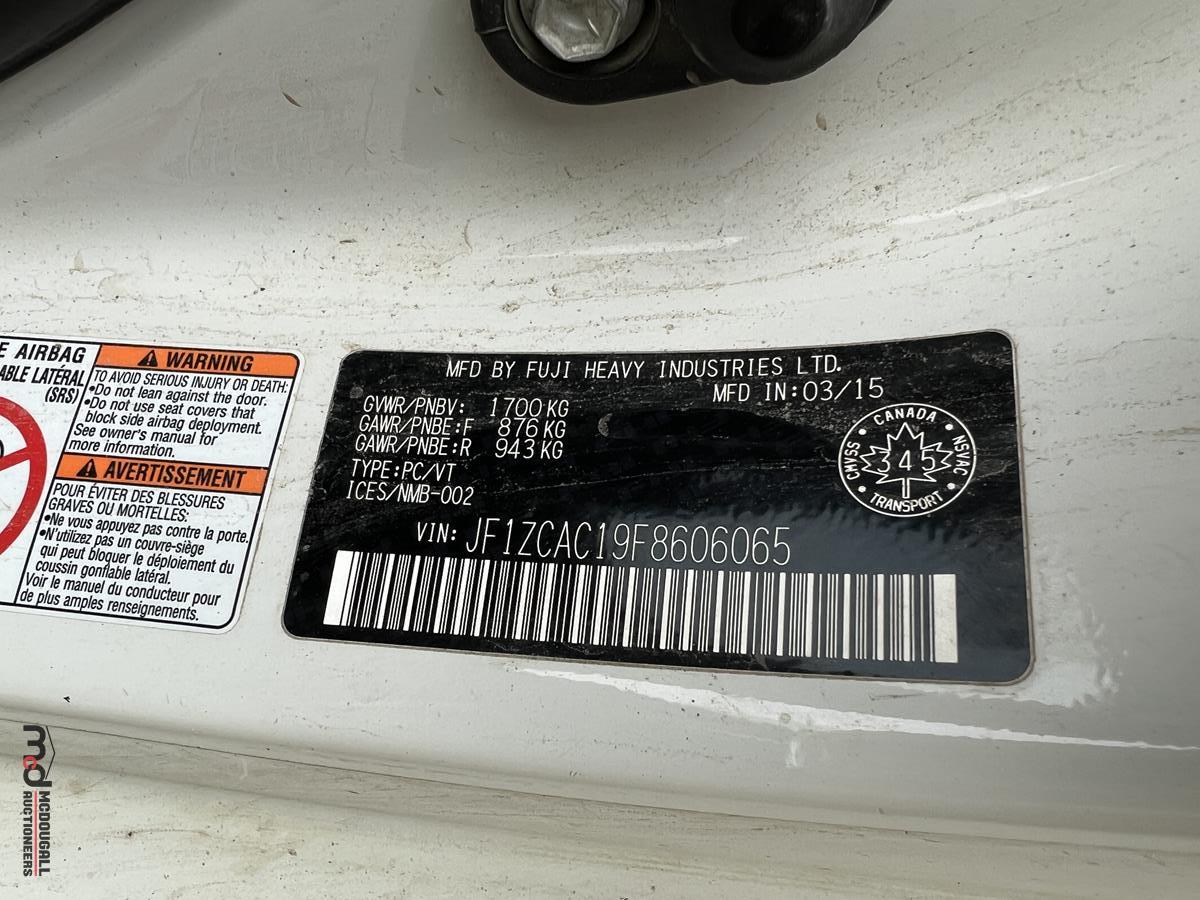 E AIRBAG
ABLE LATÉRAL
(SRS)
WARNING
TO AVOID SERIOUS INJURY OR DEATH:
•Do not lean against the door.
•Do not use seat covers that
block side airbag deployment.
See owner's manual for
more information.
AVERTISSEMENT
POUR ÉVITER DES BLESSURES
GRAVES OU MORTELLES:
•Ne vous appuyez pas contre la porte.
•N'utilisez pas un couvre-siège
qui peut bloquer le déploiement du
coussin gonflable latéral.
Voir le manuel du conducteur pour
de plus amples renseignements.
MFD BY FUJI HEAVY INDUSTRIES LTD.
MFD IN:03/15
GVWR/PNBV: 1700 KG
GAWR/PNBE:F 876 KG
GAWR/PNBE:R 943 KG
TYPE:PC/VT
ICES/NMB-002
CANADA
NSVAC
TRANSPORT
CMVSS
345
VIN: JF1ZCAC19F8606065
mcd
MCDOUGALL
AUCTIONEERS